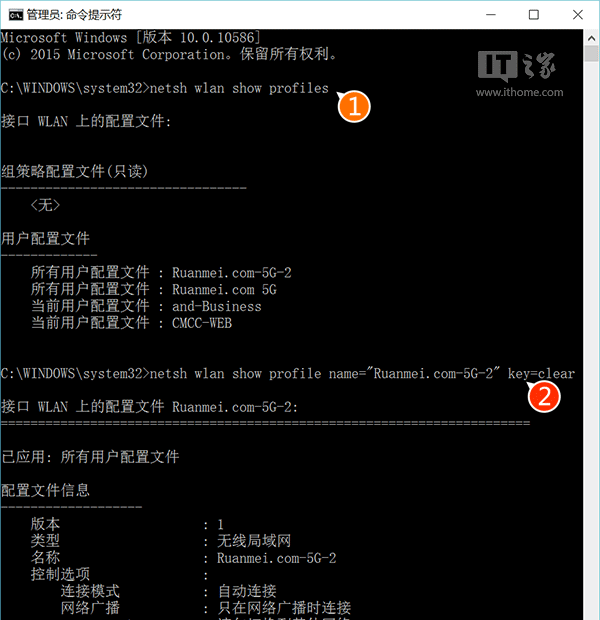 管理员: 命令提示符
Microsoft Windows [版本 10.0.10586]
(c) 2015 Microsoft Corporation。保留所有权利。
IT之家
www.ithome.com
C:\WINDOWS\system32>netsh wlan show profiles
1
接口 WLAN 上的配置文件:
组策略配置文件(只读)
---------------------------------
<无>
用户配置文件
-------------
所有用户配置文件 : Ruanmei.com-5G-2
所有用户配置文件 : Ruanmei.com 5G
当前用户配置文件 : and-Business
当前用户配置文件 : CMCC-WEB
C:\WINDOWS\system32>netsh wlan show profile name="Ruanmei.com-5G-2" key=clear
2
接口 WLAN 上的配置文件 Ruanmei.com-5G-2:
=======================================================================
已应用: 所有用户配置文件
配置文件信息
-------------------
版本 : 1
类型 : 无线局域网
名称 : Ruanmei.com-5G-2
控制选项 :
连接模式 : 自动连接
网络广播 : 只在网络广播时连接